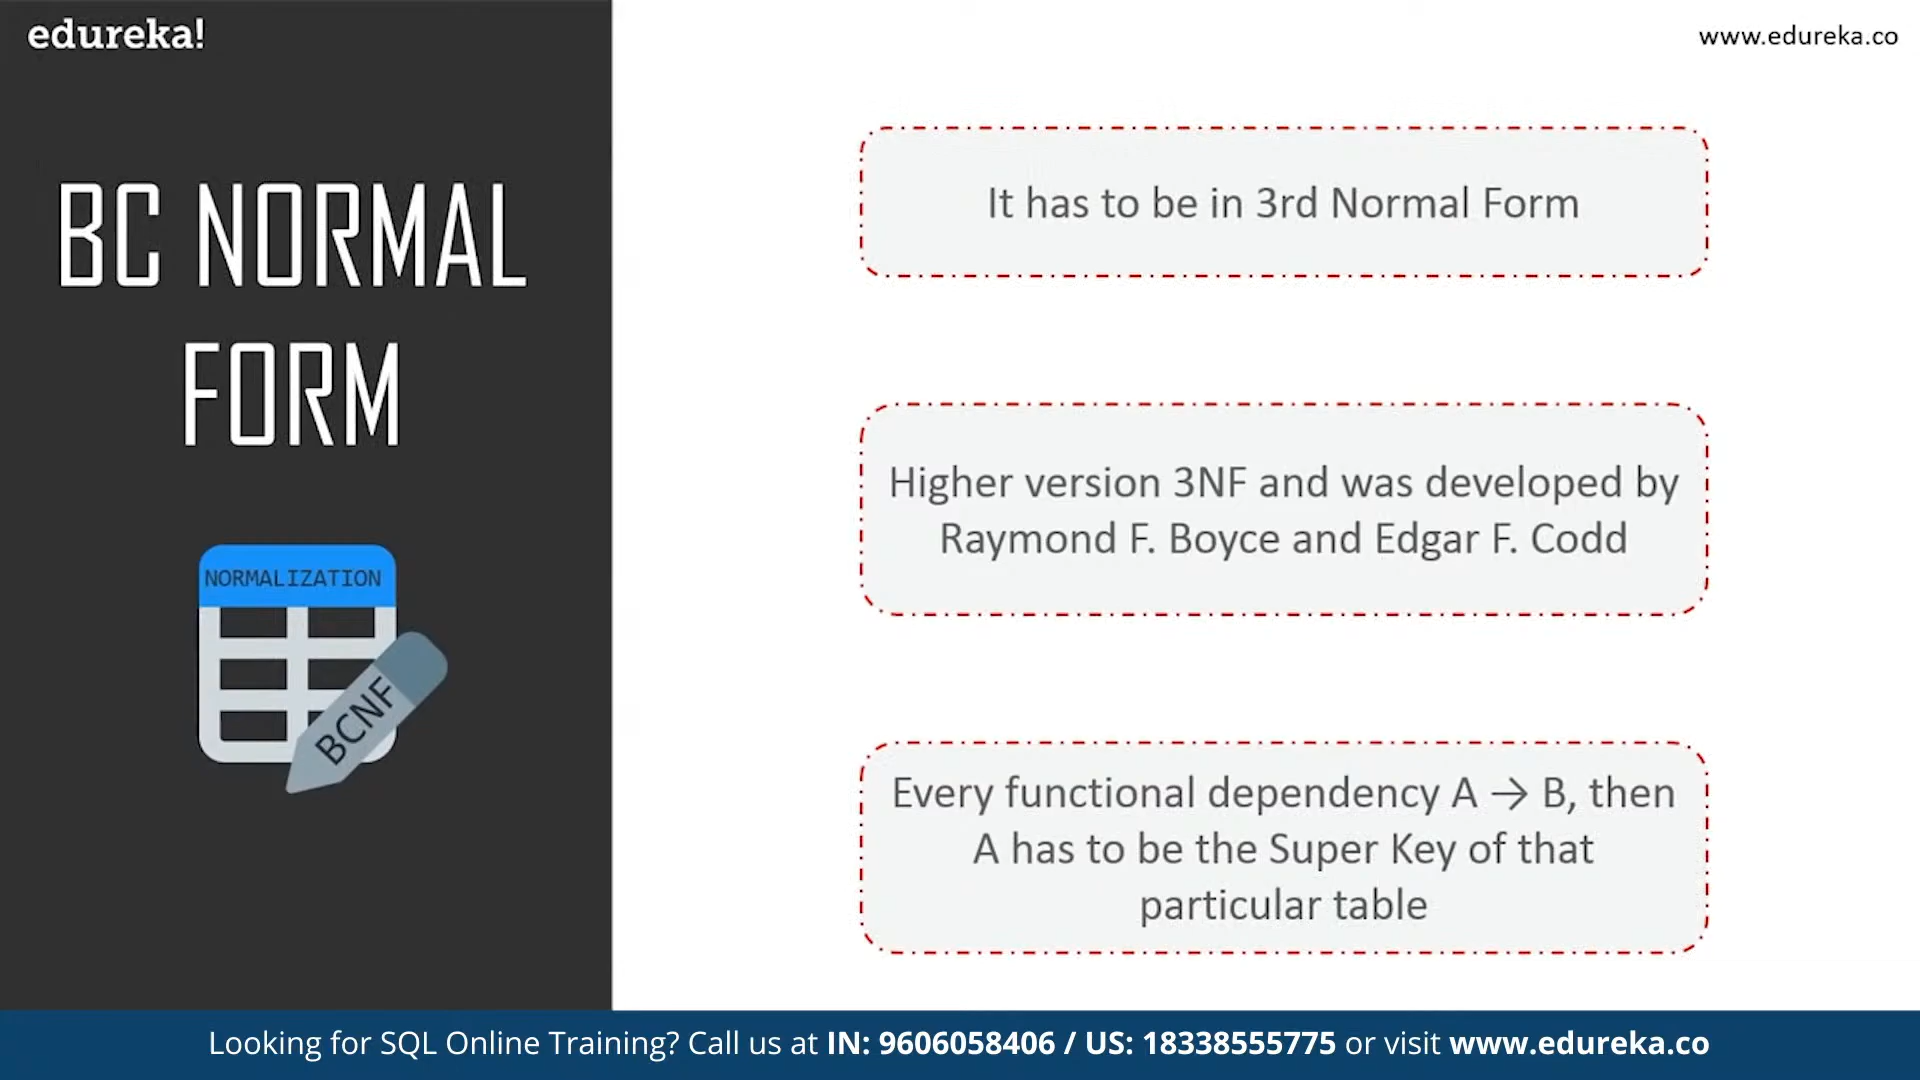 edureka!
www.edureka.co
BC NORMAL
FORM
NORMALIZATION
BCNF
It has to be in 3rd Normal Form
Higher version 3NF and was developed by
Raymond F. Boyce and Edgar F. Codd
Every functional dependency A → B, then
A has to be the Super Key of that
particular table
Looking for SQL Online Training? Call us at IN: 9606058406 / US: 18338555775 or visit www.edureka.co